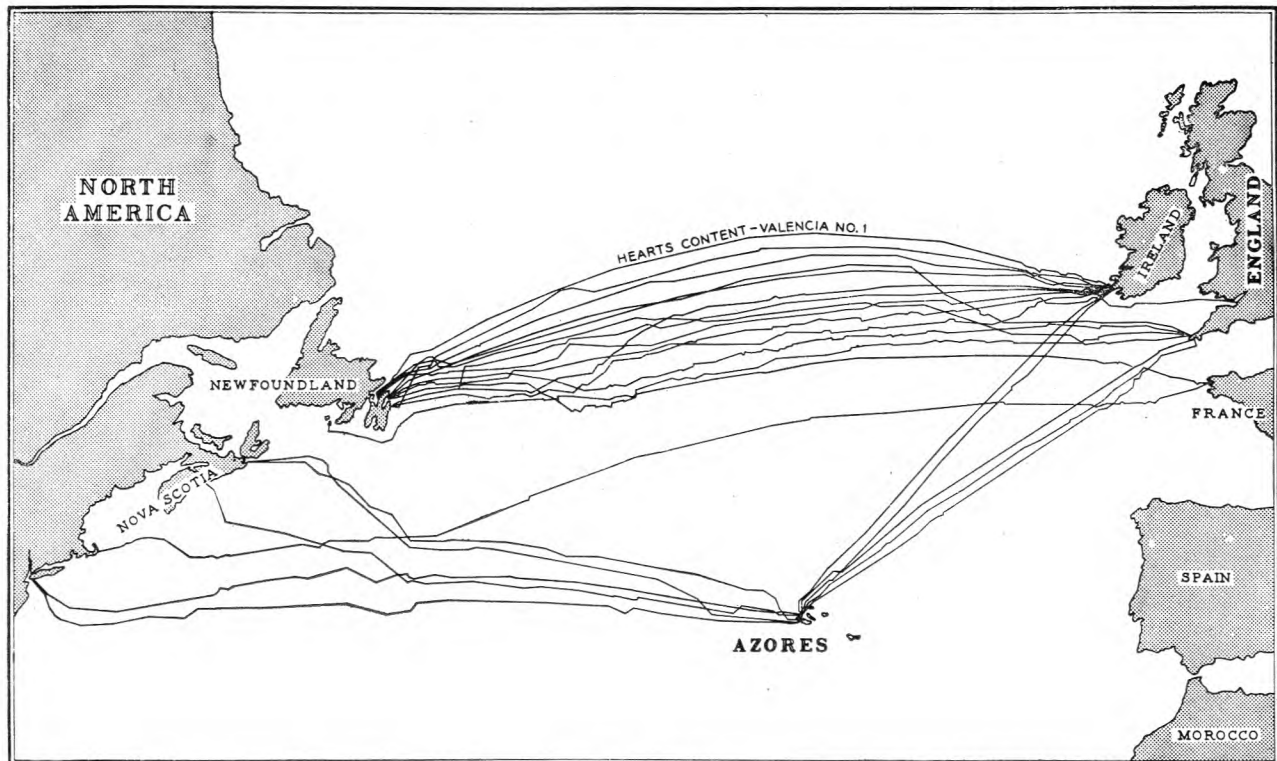 NORTH
AMERICA
HEARTS CONTENT-VALENCIA NO. 1
IRELAND
ENGLAND
NEWFOUNDLAND
FRANCE
NOVA SCOTIA
SPAIN
AZORES
MOROCCO